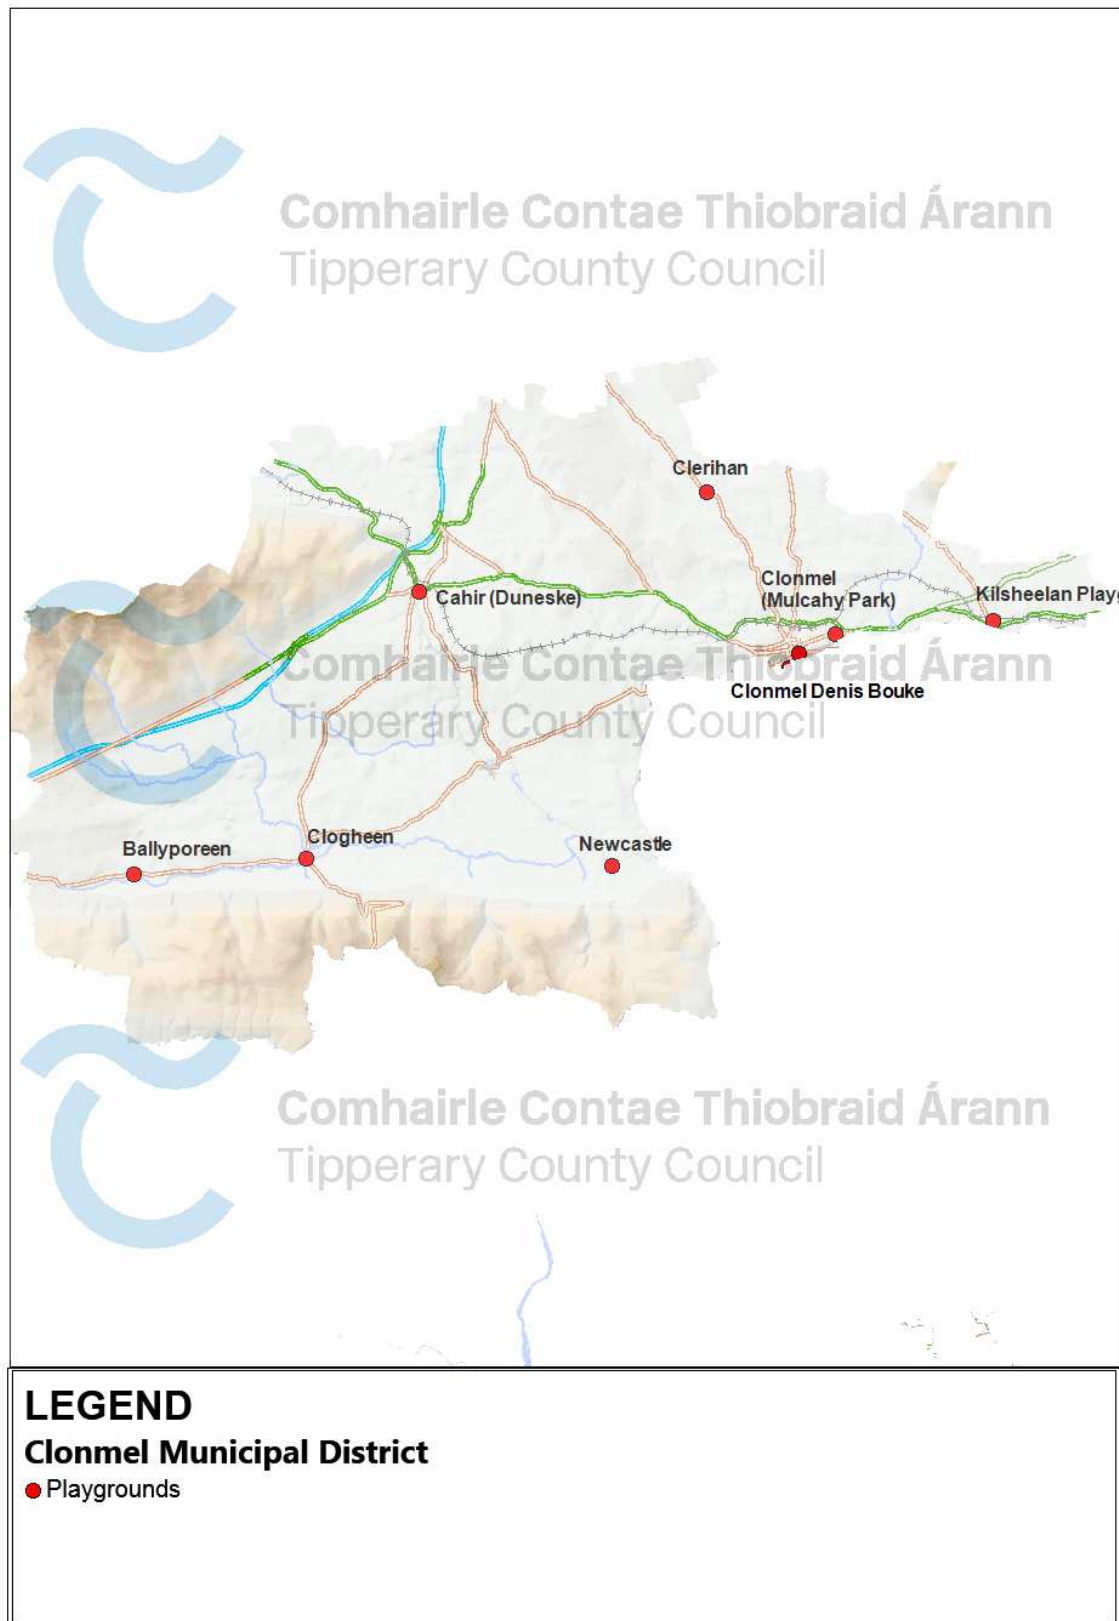 Comhairle Contae Thiobraid Árann
Tipperary County Council
Clerihan
Clonmel
(Mulcahy Park)
Cahir (Duneske)
Kilsheelan Playg
Comhairle Contae Thiobraid Árann
Clonmel Denis Bouke
Tipperary County Council
Clogheen
Newcastle
Ballyporeen
Comhairle Contae Thiobraid Árann
Tipperary County Council
LEGEND
Clonmel Municipal District
Playgrounds